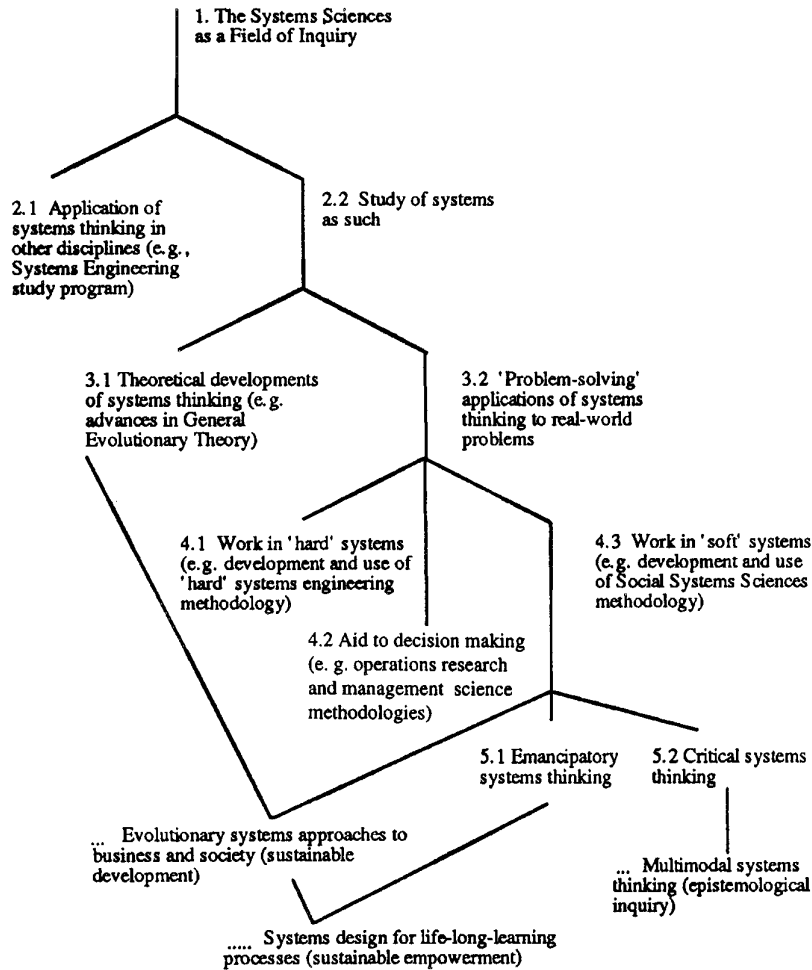 1. The Systems Sciences
as a Field of Inquiry
2.1 Application of
systems thinking in
other disciplines (e.g.,
Systems Engineering
study program)
2.2 Study of systems
as such
3.1 Theoretical developments
of systems thinking (e.g.
advances in General
Evolutionary Theory)
3.2 'Problem-solving'
applications of systems
thinking to real-world
problems
4.1 Work in 'hard' systems
(e.g. development and use of
'hard' systems engineering
methodology)
4.2 Aid to decision making
(e. g. operations research
and management science
methodologies)
4.3 Work in 'soft' systems
(e.g. development and use
of Social Systems Sciences
methodology)
5.1 Emancipatory
systems thinking
5.2 Critical systems
thinking
... Evolutionary systems approaches to
business and society (sustainable
development)
... Multimodal systems
thinking (epistemological
inquiry)
..... Systems design for life-long-learning
processes (sustainable empowerment)